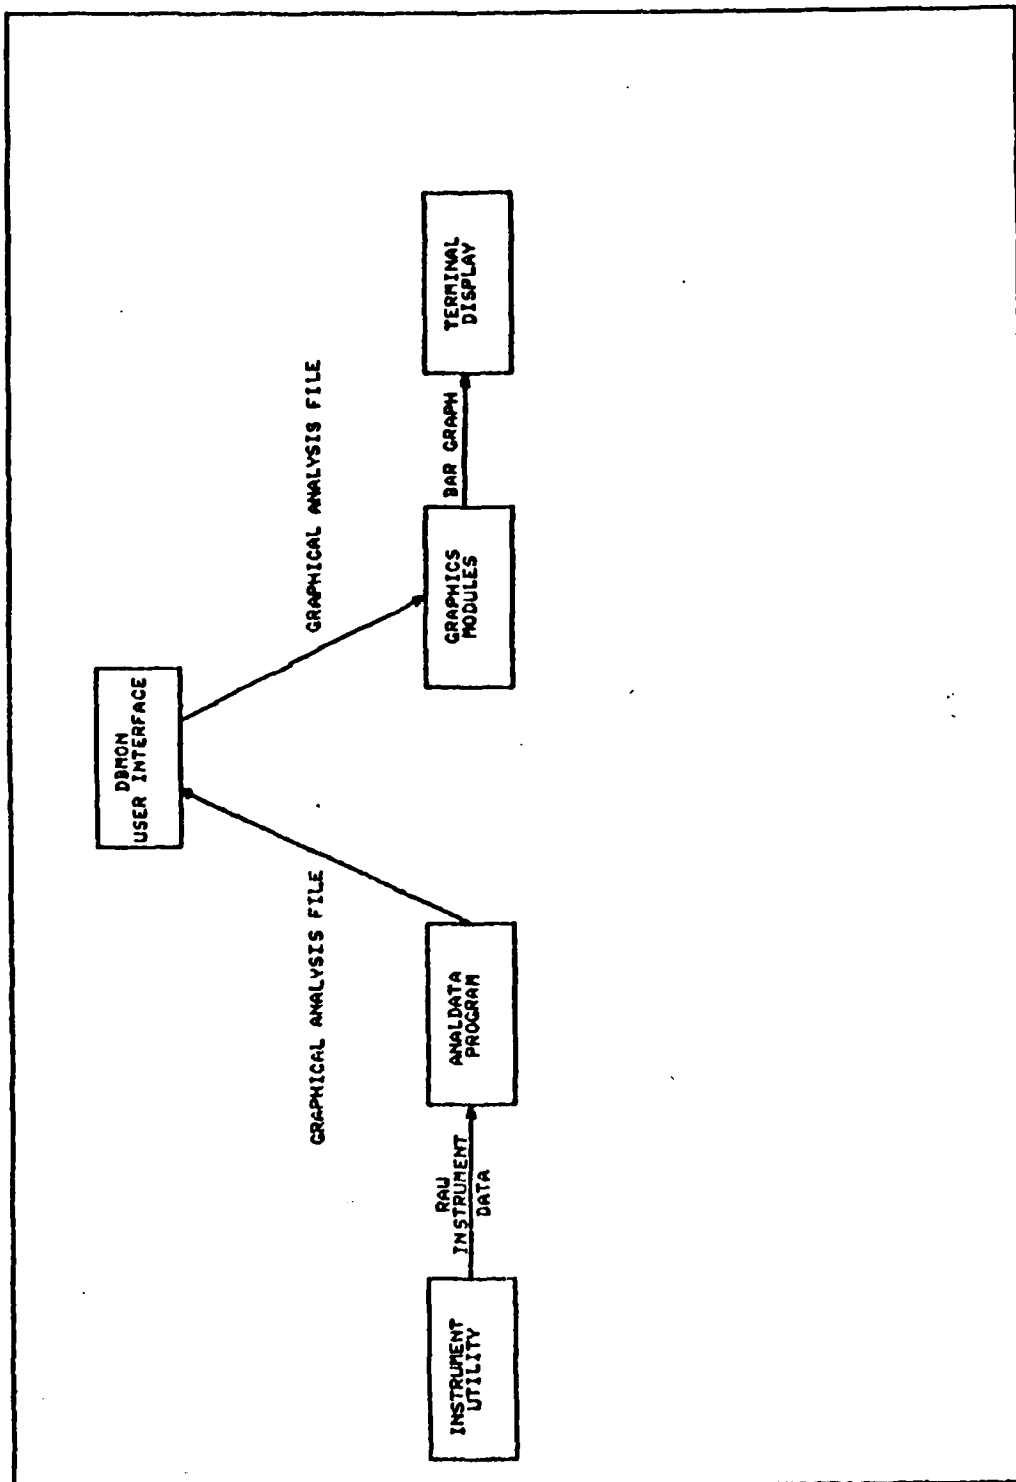 DBMON
USER INTERFACE
GRAPHICAL ANALYSIS FILE
GRAPHICAL ANALYSIS FILE
INSTRUMENT
UTILITY
RAW
INSTRUMENT
DATA
ANALDATA
PROGRAM
GRAPHICS
MODULES
BAR GRAPH
TERMINAL
DISPLAY